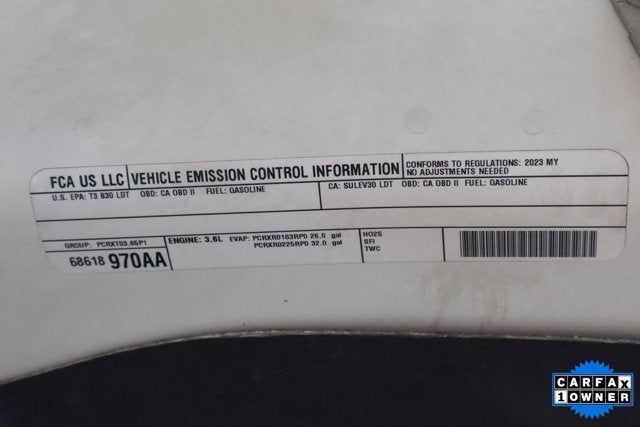 FCA US LLC VEHICLE EMISSION CONTROL INFORMATION CONFORMS TO REGULATIONS: 2023 MY
NO ADJUSTMENTS NEEDED
U.S. EPA: T3 B30 LDT OBD: CA OBD II FUEL: GASOLINE CA: SULEV30 LDT OBD: CA OBD II FUEL: GASOLINE
GROUP: PCRXT03.65P1 ENGINE: 3.6L EVAP: PCRXR0183RP0 26.0 gal HO2S
PCRXR0225RP0 32.0 gal SFI
68618 970AA TWC
CARFAX
1 OWNER